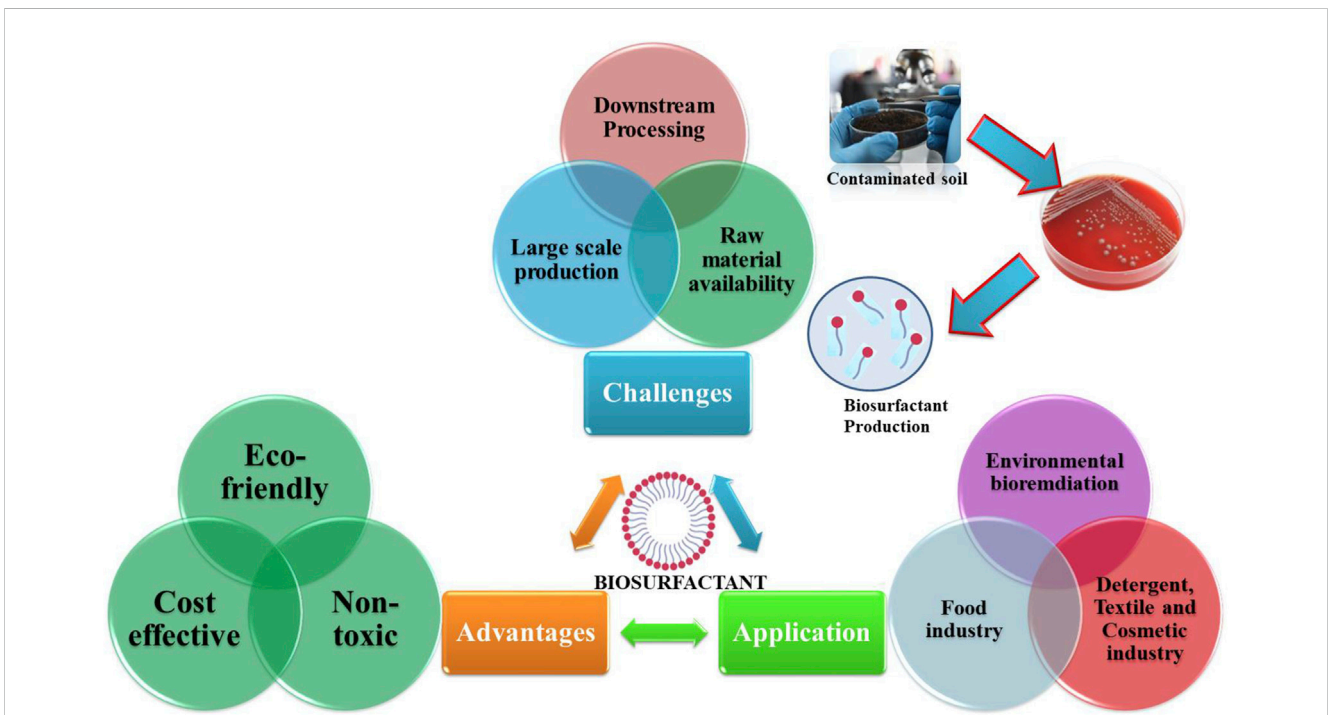 Downstream
Processing
Large scale
production
Raw
material
availability
Challenges
Contaminated soil
Biosurfactant
Production
Eco-
friendly
Cost
effective
Non-
toxic
BIOSURFACTANT
Advantages
Application
Environmental
bioremdiation
Food
industry
Detergent,
Textile and
Cosmetic
industry